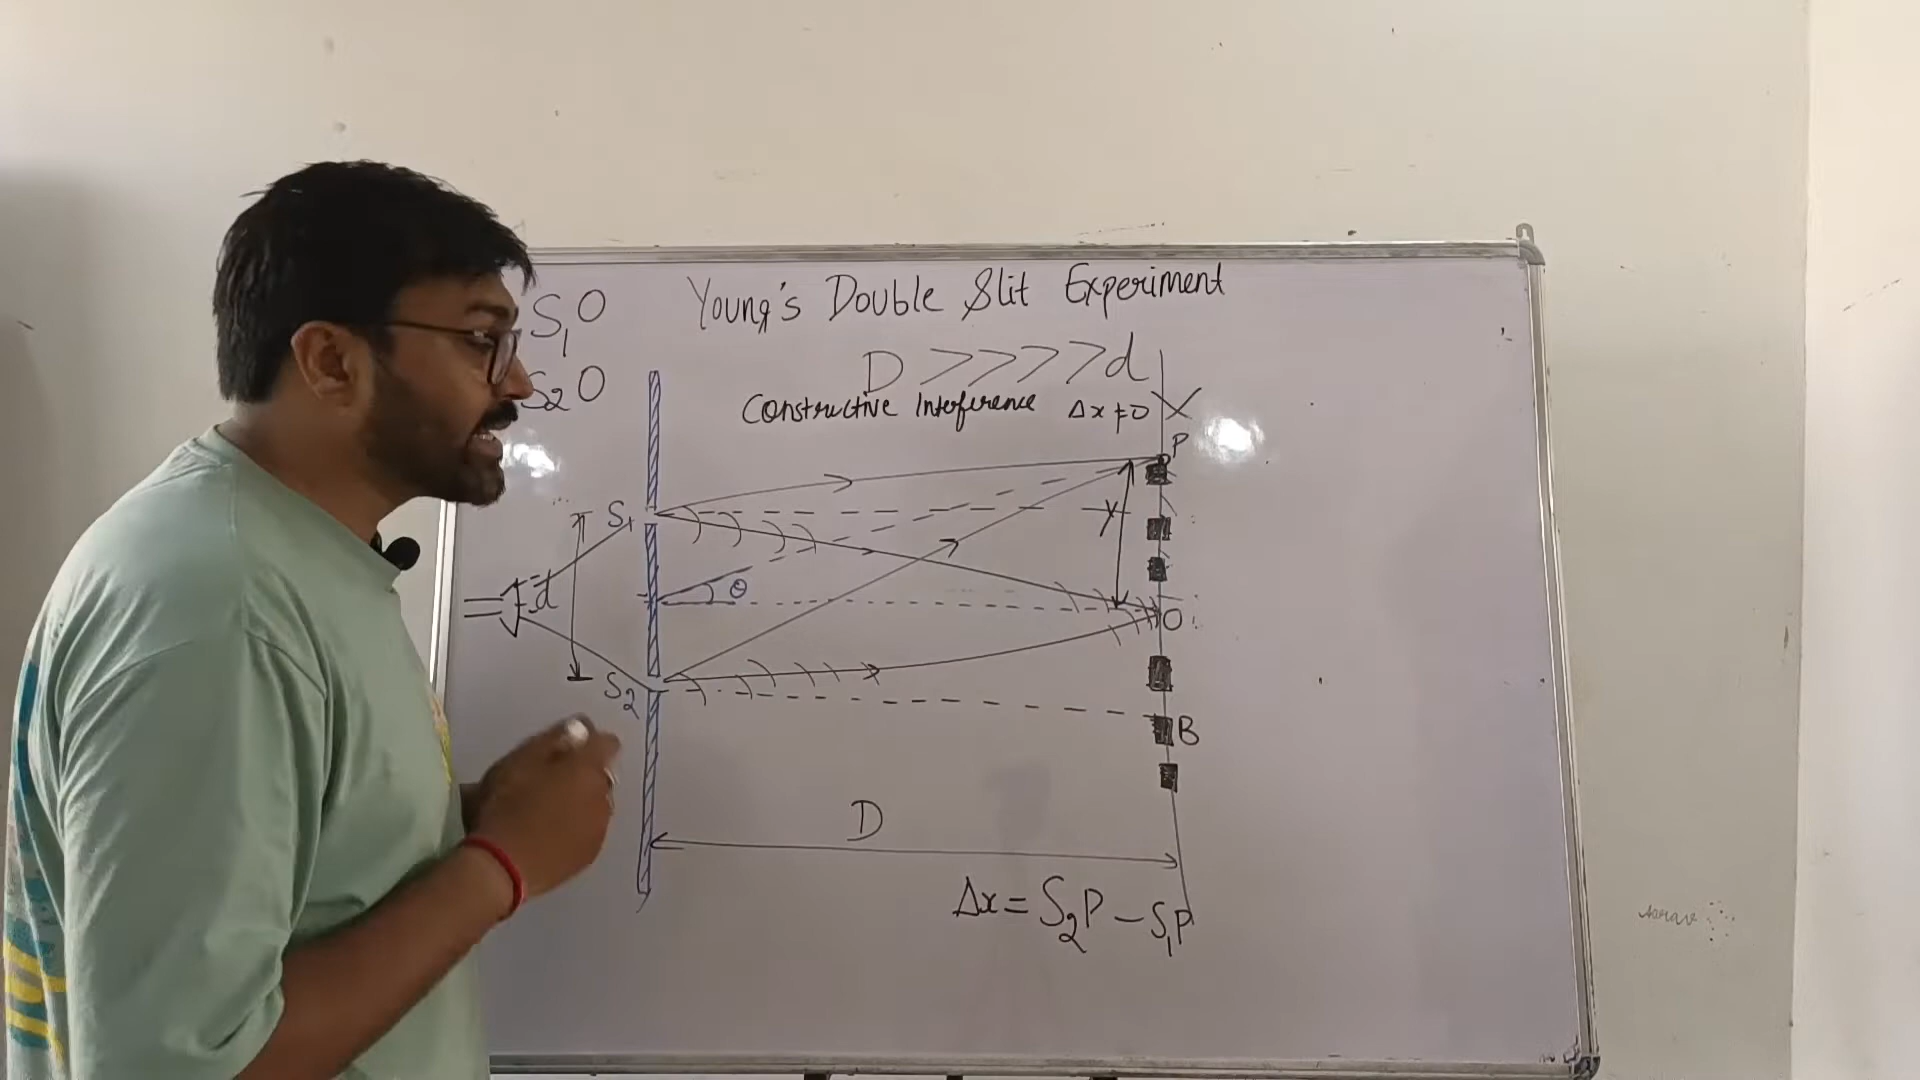 Young's Double Slit Experiment
S₁O
S₂O
D >>>> d
Constructive Interference Δx≠0
P
S₁
y
θ
d
O
S₂
B
D
Δx = S₂P - S₁P